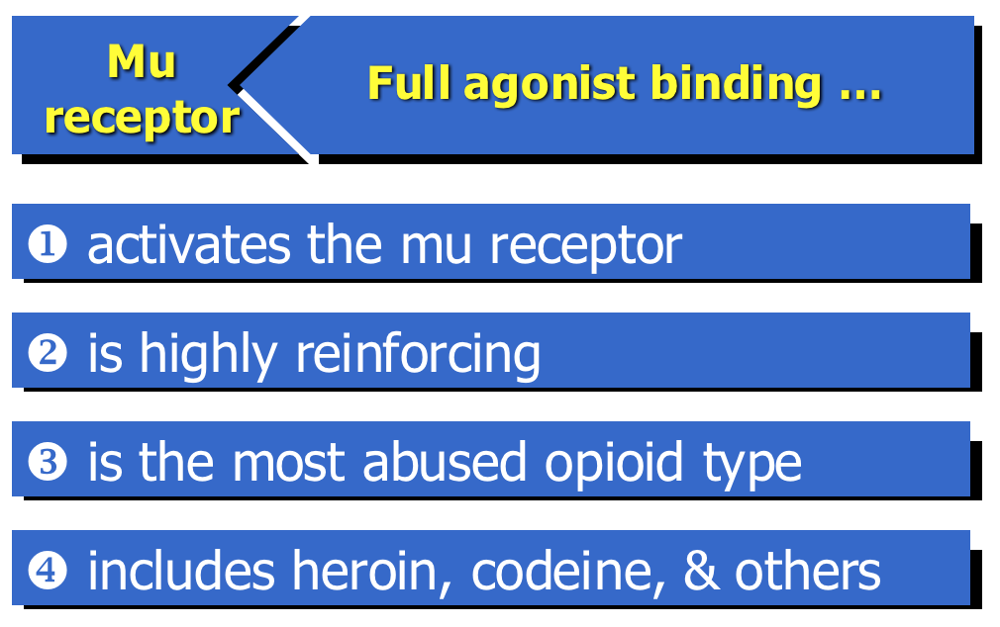 Mu
receptor
Full agonist binding ...
❶ activates the mu receptor
❷ is highly reinforcing
❸ is the most abused opioid type
❹ includes heroin, codeine, & others